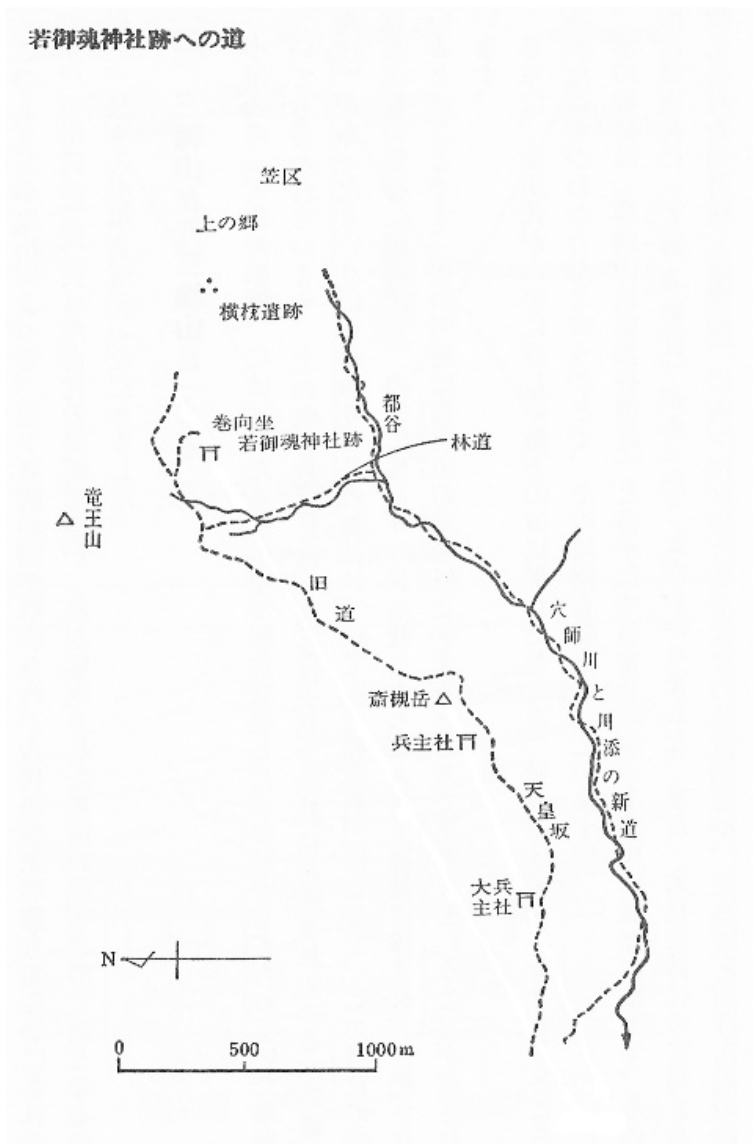 若御魂神社跡への道
笠区
上の郷
横枕遺跡
都谷
巻向坐
若御魂神社跡
林道
竜王山
旧道
穴師川と川添の新道
斎槻岳
兵主社
天皇坂
大兵
主社
N
0 500 1000m